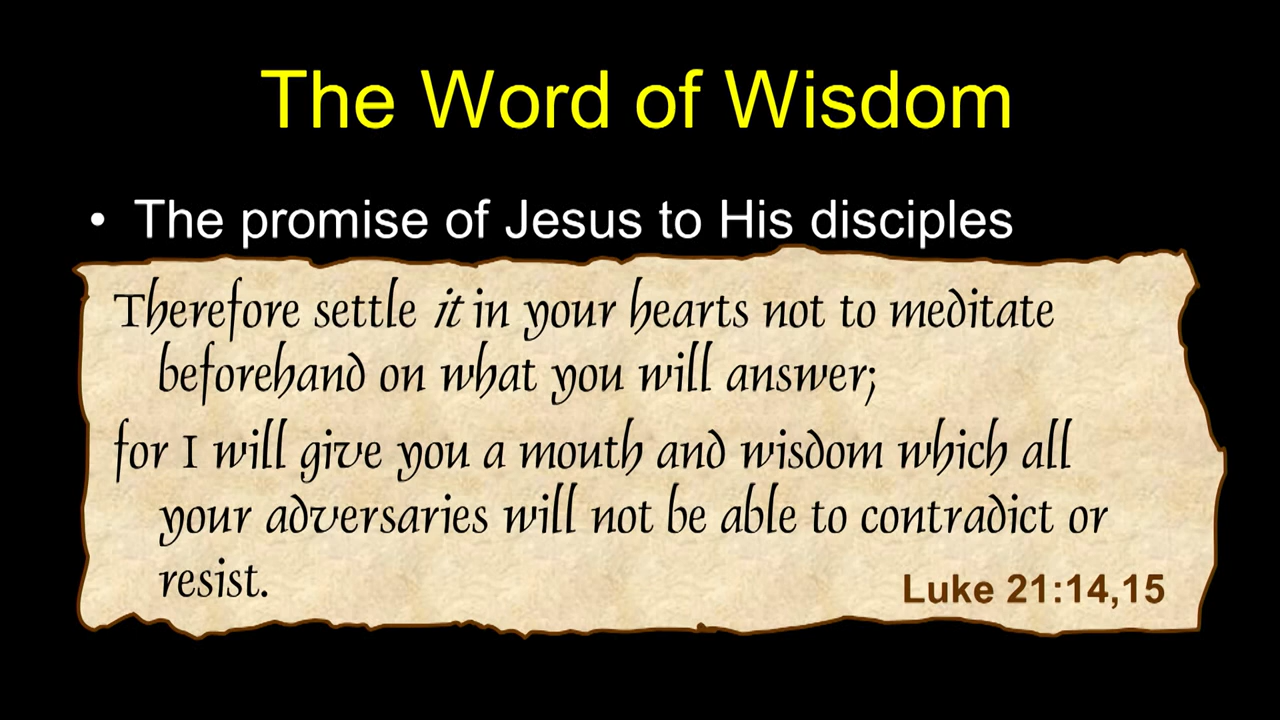 The Word of Wisdom
• The promise of Jesus to His disciples
Therefore settle it in your hearts not to meditate
beforehand on what you will answer;
for I will give you a mouth and wisdom which all
your adversaries will not be able to contradict or
resist.
Luke 21:14,15